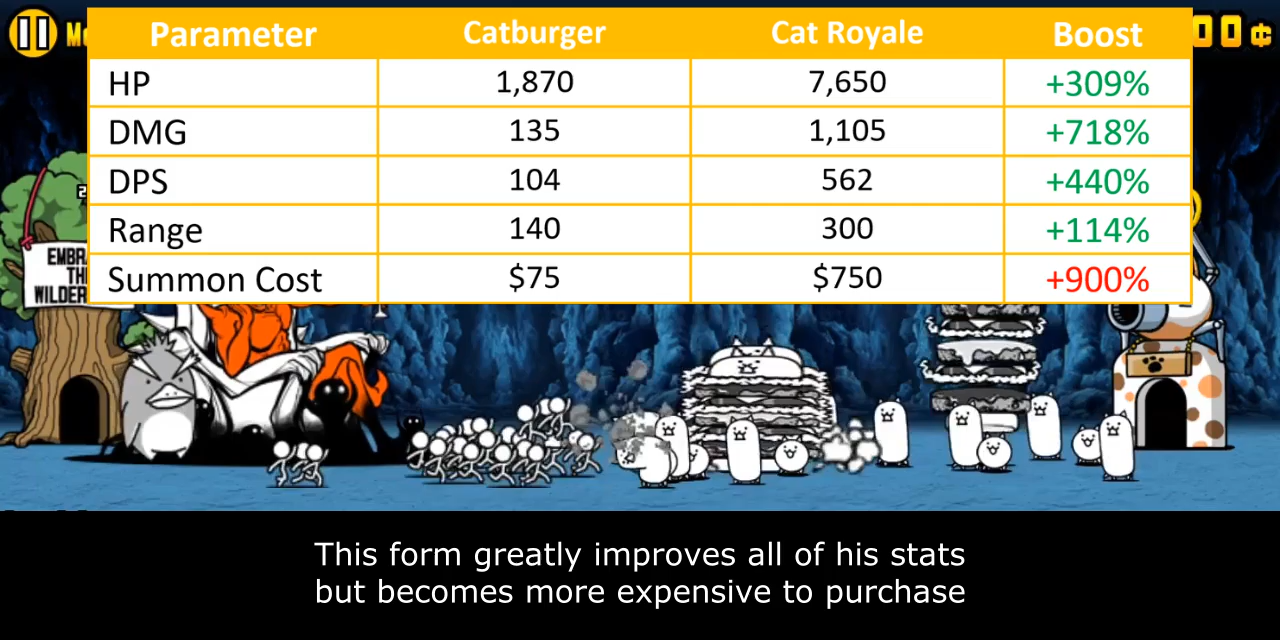 Parameter Catburger Cat Royale Boost
HP 1,870 7,650 +309%
DMG 135 1,105 +718%
DPS 104 562 +440%
Range 140 300 +114%
Summon Cost $75 $750 +900%
This form greatly improves all of his stats
but becomes more expensive to purchase